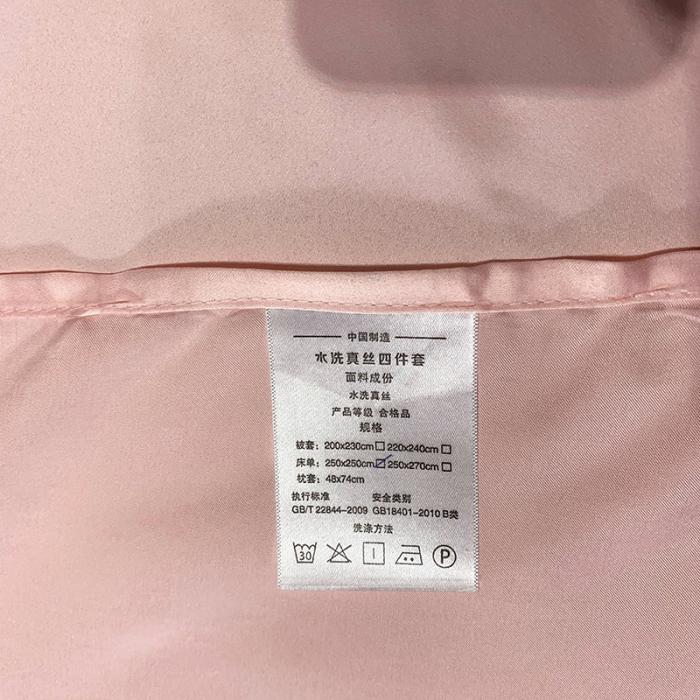 中国制造
水洗真丝四件套
面料成份
水洗真丝
产品等级 合格品
规格
被套：200x230cm□ 220x240cm□
床单：250x250cm☑ 250x270cm□
枕套：48x74cm
执行标准 安全类别
GB/T 22844-2009 GB18401-2010 B类
洗涤方法
30 P